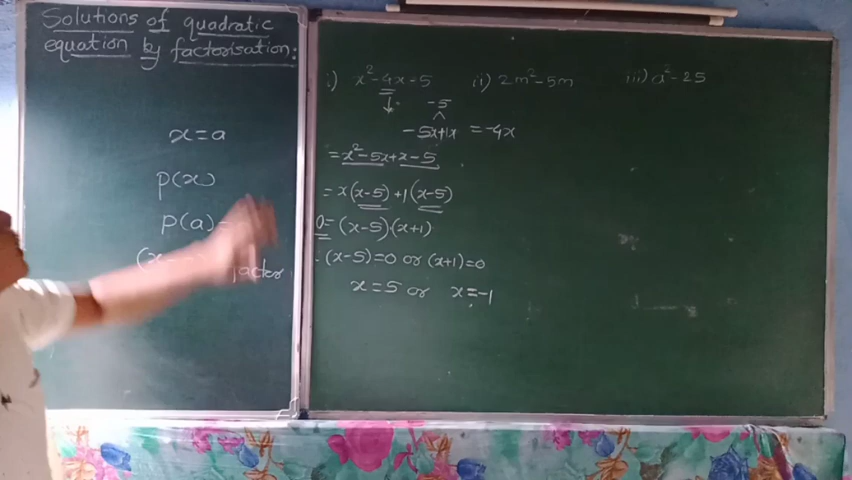 Solutions of quadratic
equation by factorisation:
x=a
p(x)
p(a)=
(x
factor
i) x²-4x-5 ii) 2m²-5m iii) a²-25
-5
-5x+1x = -4x
= x²-5x+x-5
= x(x-5)+1(x-5)
0=(x-5).(x+1)
∴(x-5)=0 or (x+1)=0
x=5 or x=-1